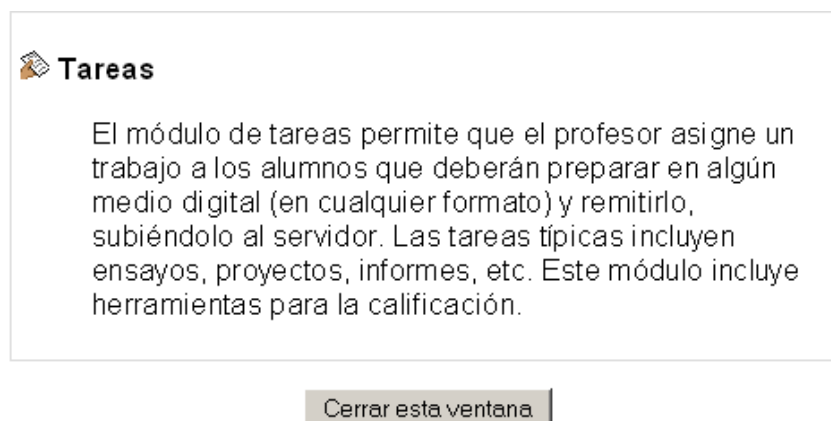 Tareas
El módulo de tareas permite que el profesor asigne un
trabajo a los alumnos que deberán preparar en algún
medio digital (en cualquier formato) y remitirlo,
subiéndolo al servidor. Las tareas típicas incluyen
ensayos, proyectos, informes, etc. Este módulo incluye
herramientas para la calificación.
Cerrar esta ventana